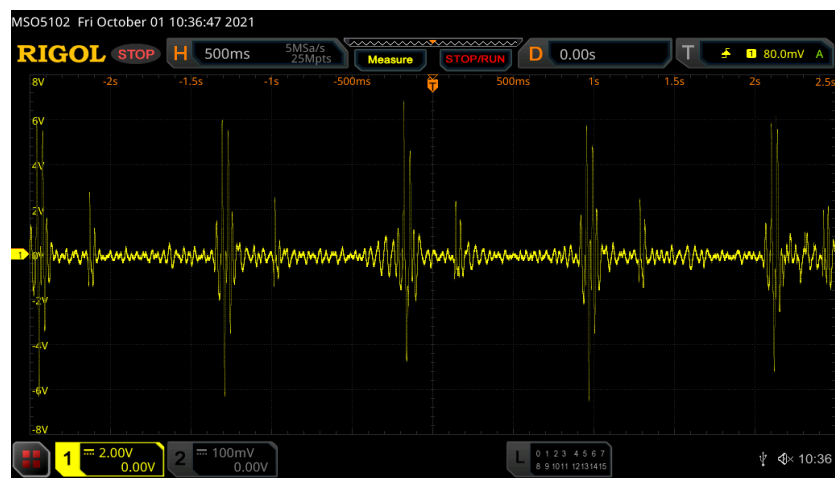 MSO5102 Fri October 01 10:36:47 2021
RIGOL STOP H 500ms 5MSa/s 25Mpts Measure STOP/RUN D 0.00s T 1 80.0mV A
8V -2s -1.5s -1s -500ms T 500ms 1s 1.5s 2s 2.5s
6V
4V
2V
1 0V
-2V
-4V
-6V
-8V
1 2.00V 0.00V 2 100mV 0.00V L 0 1 2 3 4 5 6 7 8 9 10 11 12 13 14 15 10:36